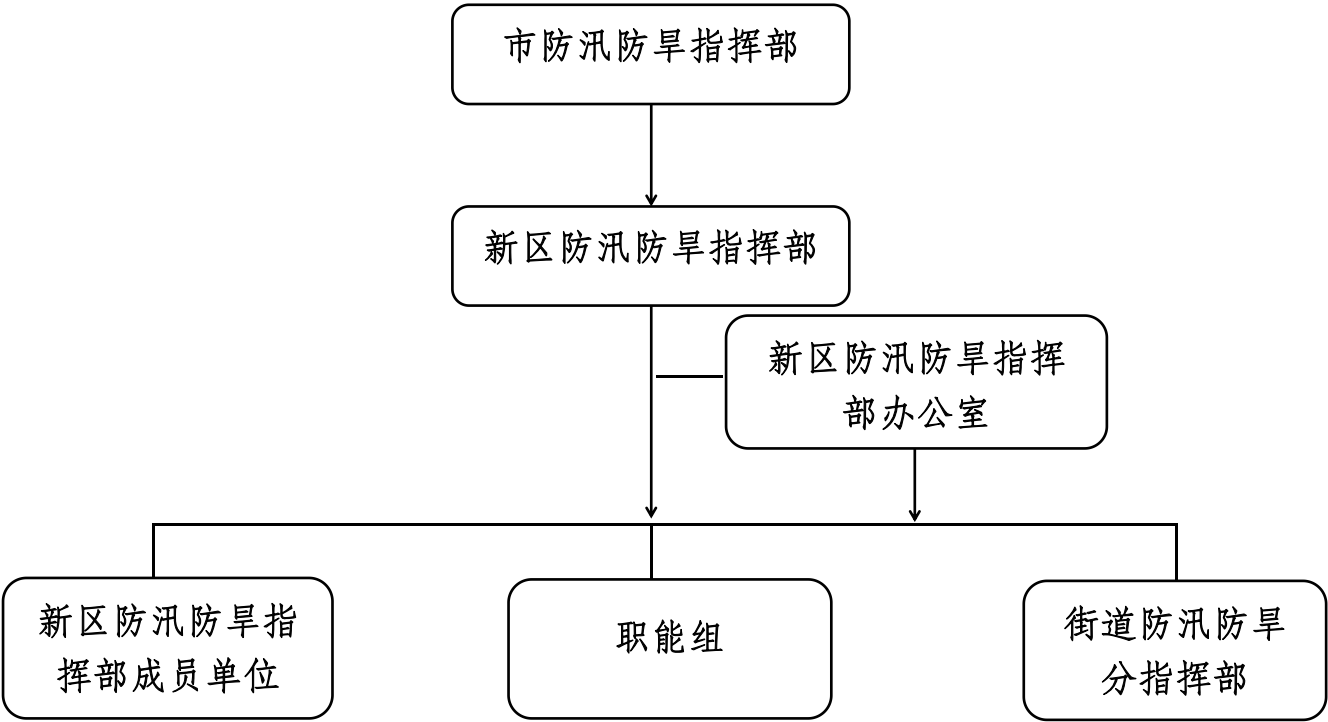 市防汛防旱指挥部
新区防汛防旱指挥部
新区防汛防旱指挥
部办公室
新区防汛防旱指
挥部成员单位
职能组
街道防汛防旱
分指挥部